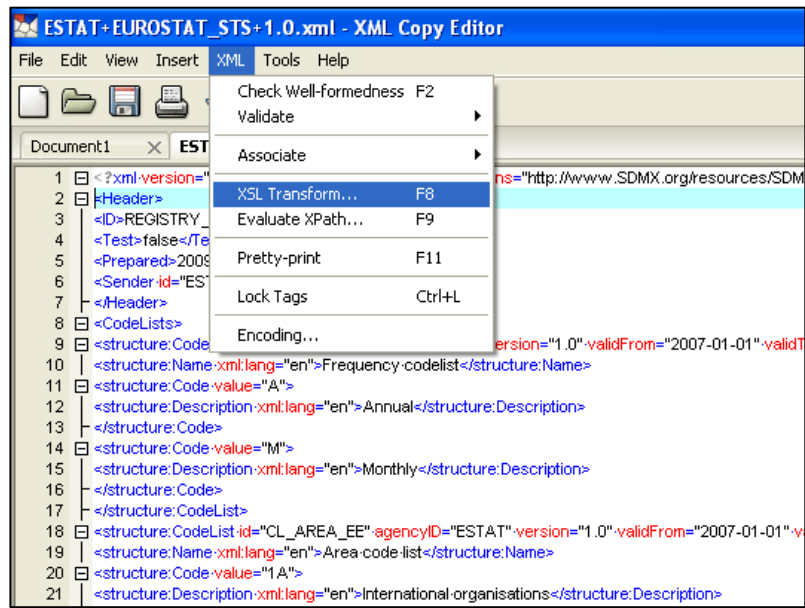 ESTAT+EUROSTAT_STS+1.0.xml - XML Copy Editor
File Edit View Insert XML Tools Help
Check Well-formedness F2
Validate
Associate
XSL Transform... F8
Evaluate XPath... F9
Pretty-print F11
Lock Tags Ctrl+L
Encoding...
Document1 EST
1 <?xml·version=" ns="http://www.SDMX.org/resources/SDM
2 <Header>
3 <ID>REGISTRY_
4 <Test>false</Te
5 <Prepared>2009
6 <Sender·id="ES
7 </Header>
8 <CodeLists>
9 <structure:Code ersion="1.0"·validFrom="2007-01-01"·validT
10 <structure:Name·xml:lang="en">Frequency·codelist</structure:Name>
11 <structure:Code·value="A">
12 <structure:Description·xml:lang="en">Annual</structure:Description>
13 </structure:Code>
14 <structure:Code·value="M">
15 <structure:Description·xml:lang="en">Monthly</structure:Description>
16 </structure:Code>
17 </structure:CodeList>
18 <structure:CodeList·id="CL_AREA_EE"·agencyID="ESTAT"·version="1.0"·validFrom="2007-01-01"·v
19 <structure:Name·xml:lang="en">Area·code·list</structure:Name>
20 <structure:Code·value="1A">
21 <structure:Description·xml:lang="en">International·organisations</structure:Description>